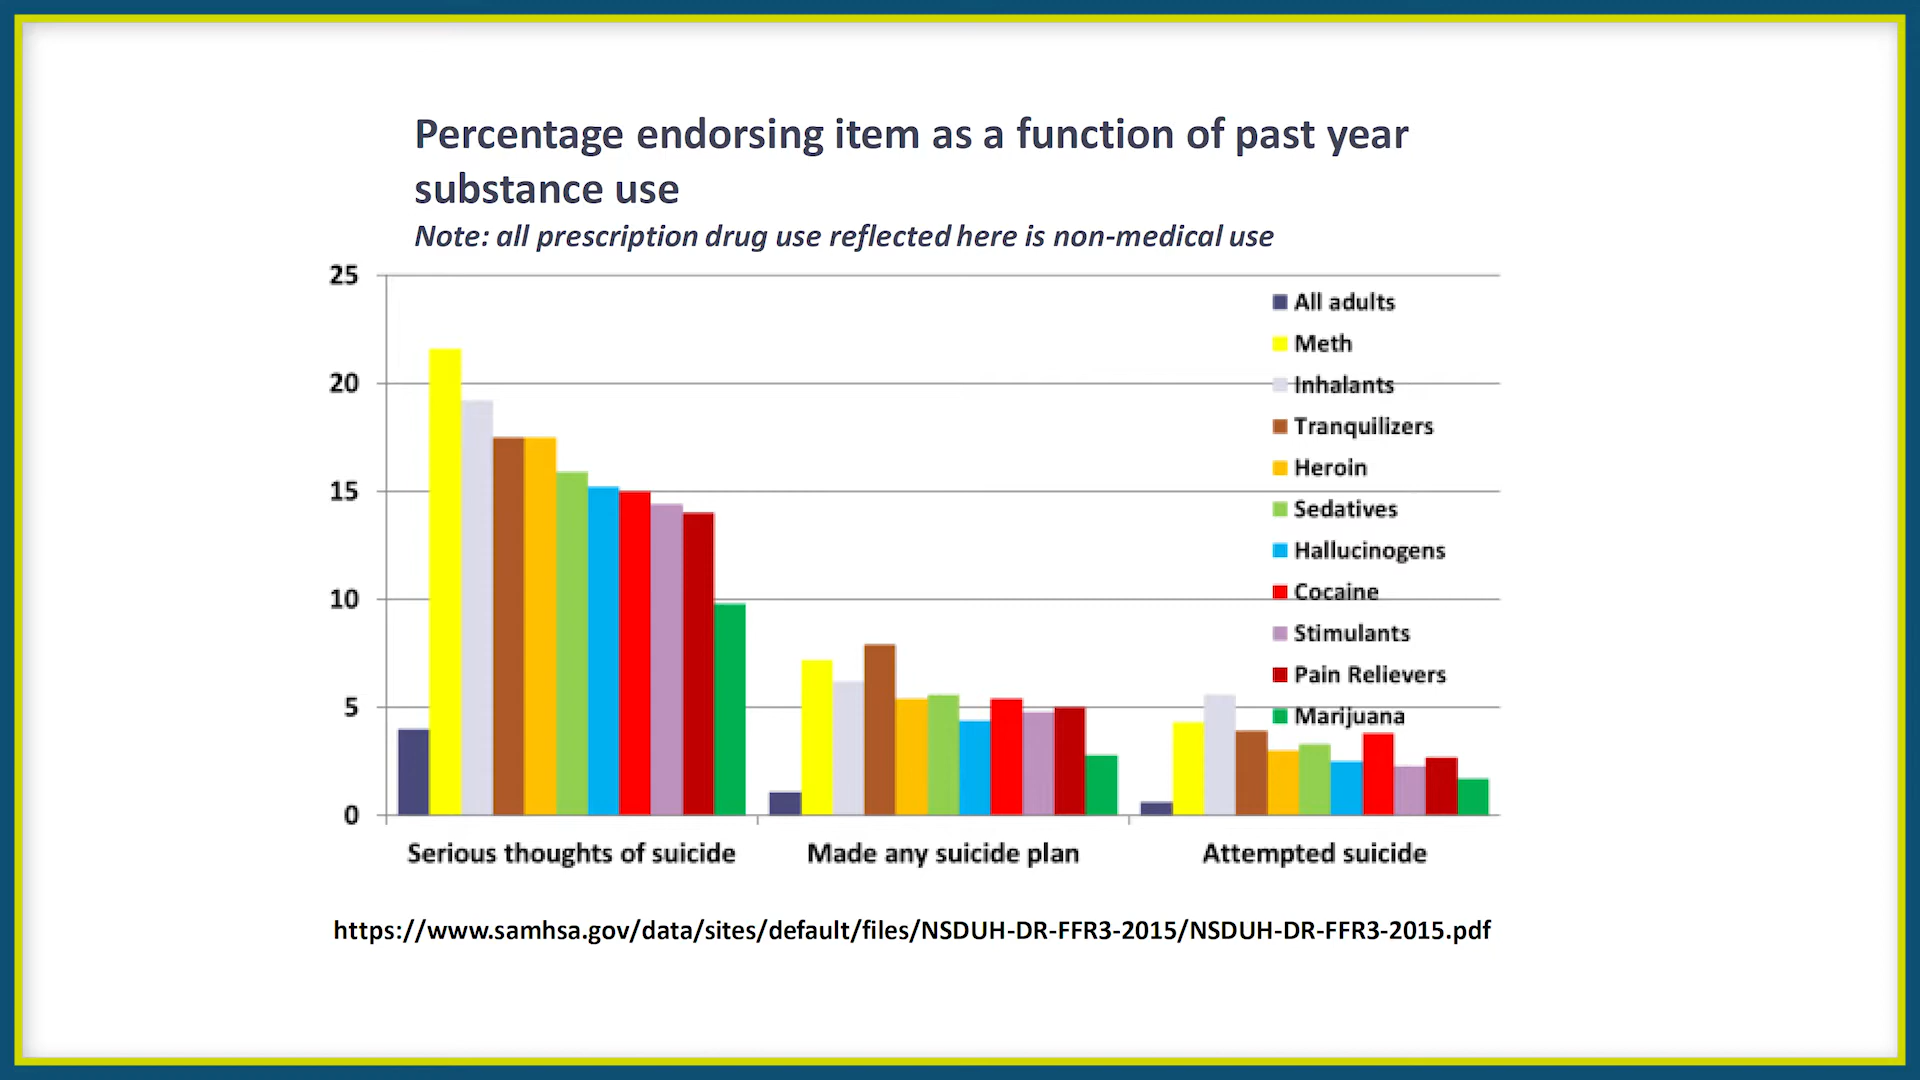 Percentage endorsing item as a function of past year
substance use
Note: all prescription drug use reflected here is non-medical use
25
20
15
10
5
0
All adults
Meth
Inhalants
Tranquilizers
Heroin
Sedatives
Hallucinogens
Cocaine
Stimulants
Pain Relievers
Marijuana
Serious thoughts of suicide
Made any suicide plan
Attempted suicide
https://www.samhsa.gov/data/sites/default/files/NSDUH-DR-FFR3-2015/NSDUH-DR-FFR3-2015.pdf